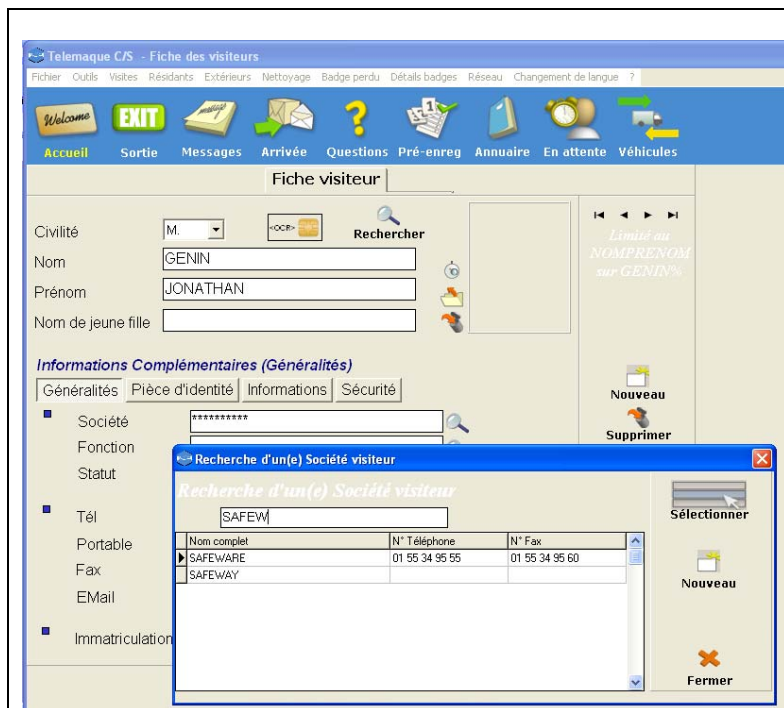 Telemaque C/S - Fiche des visiteurs
Fichier Outils Visites Résidants Extérieurs Nettoyage Badge perdu Détails badges Réseau Changement de langue ?
Welcome EXIT message
Accueil Sortie Messages Arrivée Questions Pré-enreg Annuaire En attente Véhicules
Fiche visiteur
Civilité M. <OCR> Rechercher
Nom GENIN
Prénom JONATHAN
Nom de jeune fille
Limité au
NOMPRENOM
sur GENIN%
Informations Complémentaires (Généralités)
Généralités Pièce d'identité Informations Sécurité
Nouveau
Supprimer
Société **********
Fonction
Statut
Tél
Portable
Fax
EMail
Immatriculation
Recherche d'un(e) Société visiteur
Recherche d'un(e) Société visiteur
SAFEW
Nom complet N° Téléphone N° Fax
SAFEWARE 01 55 34 95 55 01 55 34 95 60
SAFEWAY
Sélectionner
Nouveau
Fermer